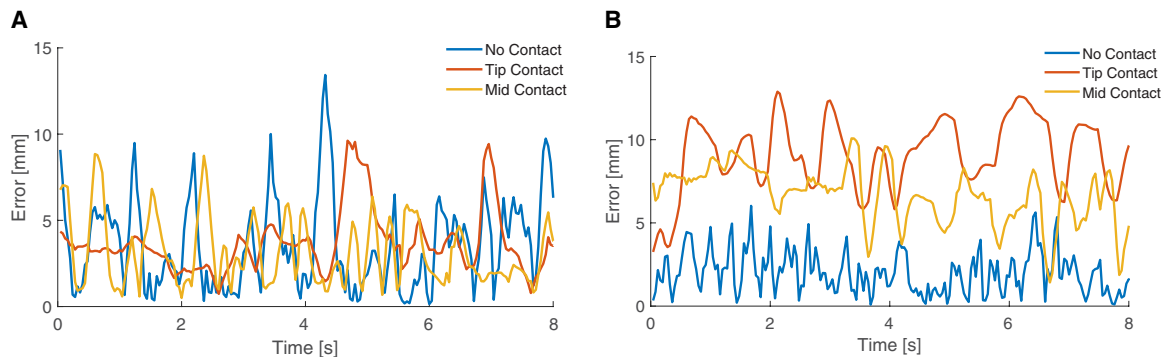 A
15
10
5
0
Error [mm]
0 2 4 6 8
Time [s]
No Contact
Tip Contact
Mid Contact
B
15
10
5
0
Error [mm]
0 2 4 6 8
Time [s]
No Contact
Tip Contact
Mid Contact